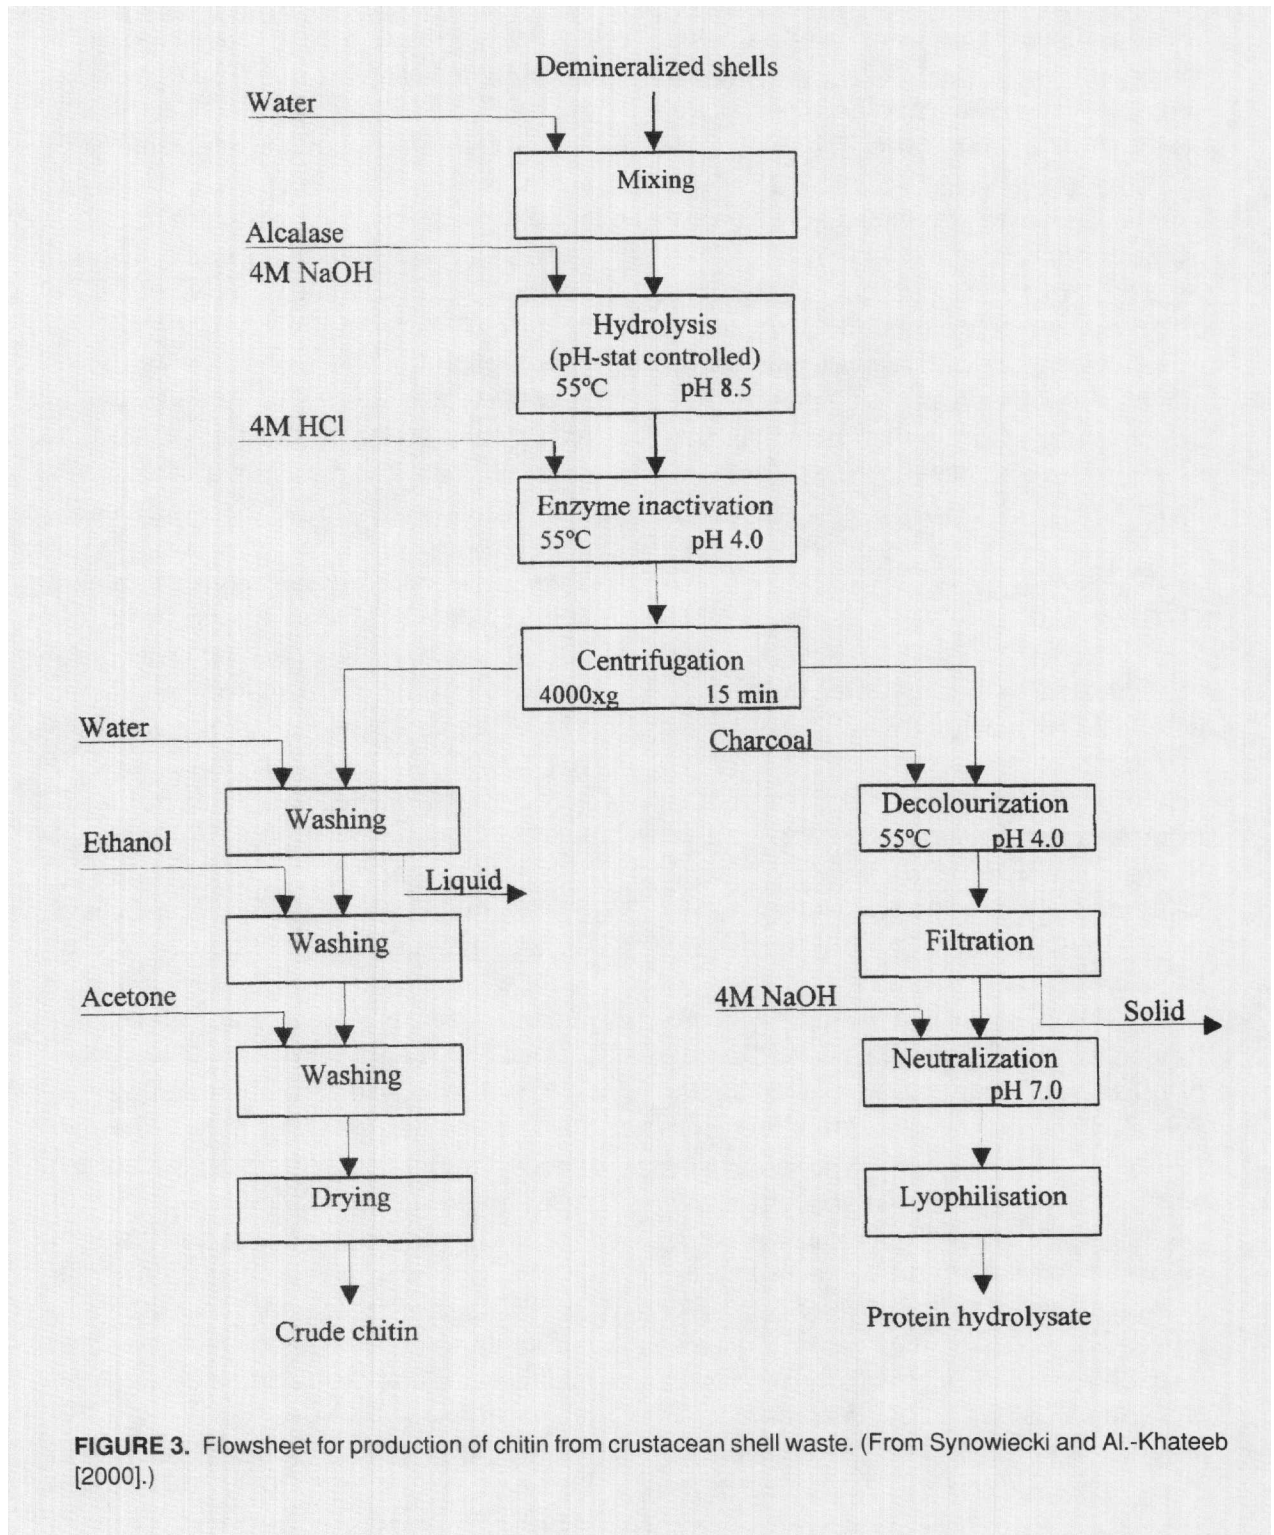 Demineralized shells
Water
Mixing
Alcalase
4M NaOH
Hydrolysis
(pH-stat controlled)
55°C pH 8.5
4M HCl
Enzyme inactivation
55°C pH 4.0
Centrifugation
4000xg 15 min
Water
Washing
Ethanol
Liquid
Washing
Acetone
Washing
Drying
Crude chitin
Charcoal
Decolourization
55°C pH 4.0
Filtration
4M NaOH
Solid
Neutralization
pH 7.0
Lyophilisation
Protein hydrolysate
FIGURE 3. Flowsheet for production of chitin from crustacean shell waste. (From Synowiecki and Al.-Khateeb
[2000].)